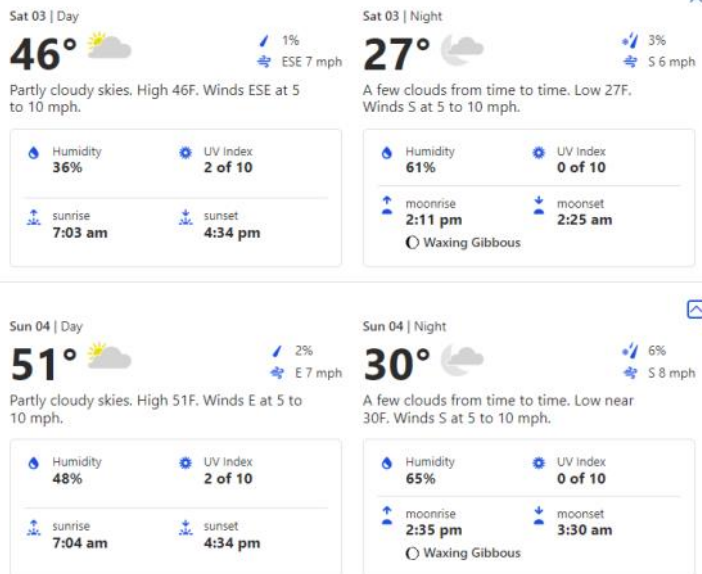 Sat 03 | Day
46°
1%
ESE 7 mph
Partly cloudy skies. High 46F. Winds ESE at 5
to 10 mph.
Humidity
36%
UV Index
2 of 10
sunrise
7:03 am
sunset
4:34 pm
Sat 03 | Night
27°
3%
S 6 mph
A few clouds from time to time. Low 27F.
Winds S at 5 to 10 mph.
Humidity
61%
UV Index
0 of 10
moonrise
2:11 pm
Waxing Gibbous
moonset
2:25 am
Sun 04 | Day
51°
2%
E 7 mph
Partly cloudy skies. High 51F. Winds E at 5 to
10 mph.
Humidity
48%
UV Index
2 of 10
sunrise
7:04 am
sunset
4:34 pm
Sun 04 | Night
30°
6%
S 8 mph
A few clouds from time to time. Low near
30F. Winds S at 5 to 10 mph.
Humidity
65%
UV Index
0 of 10
moonrise
2:35 pm
Waxing Gibbous
moonset
3:30 am